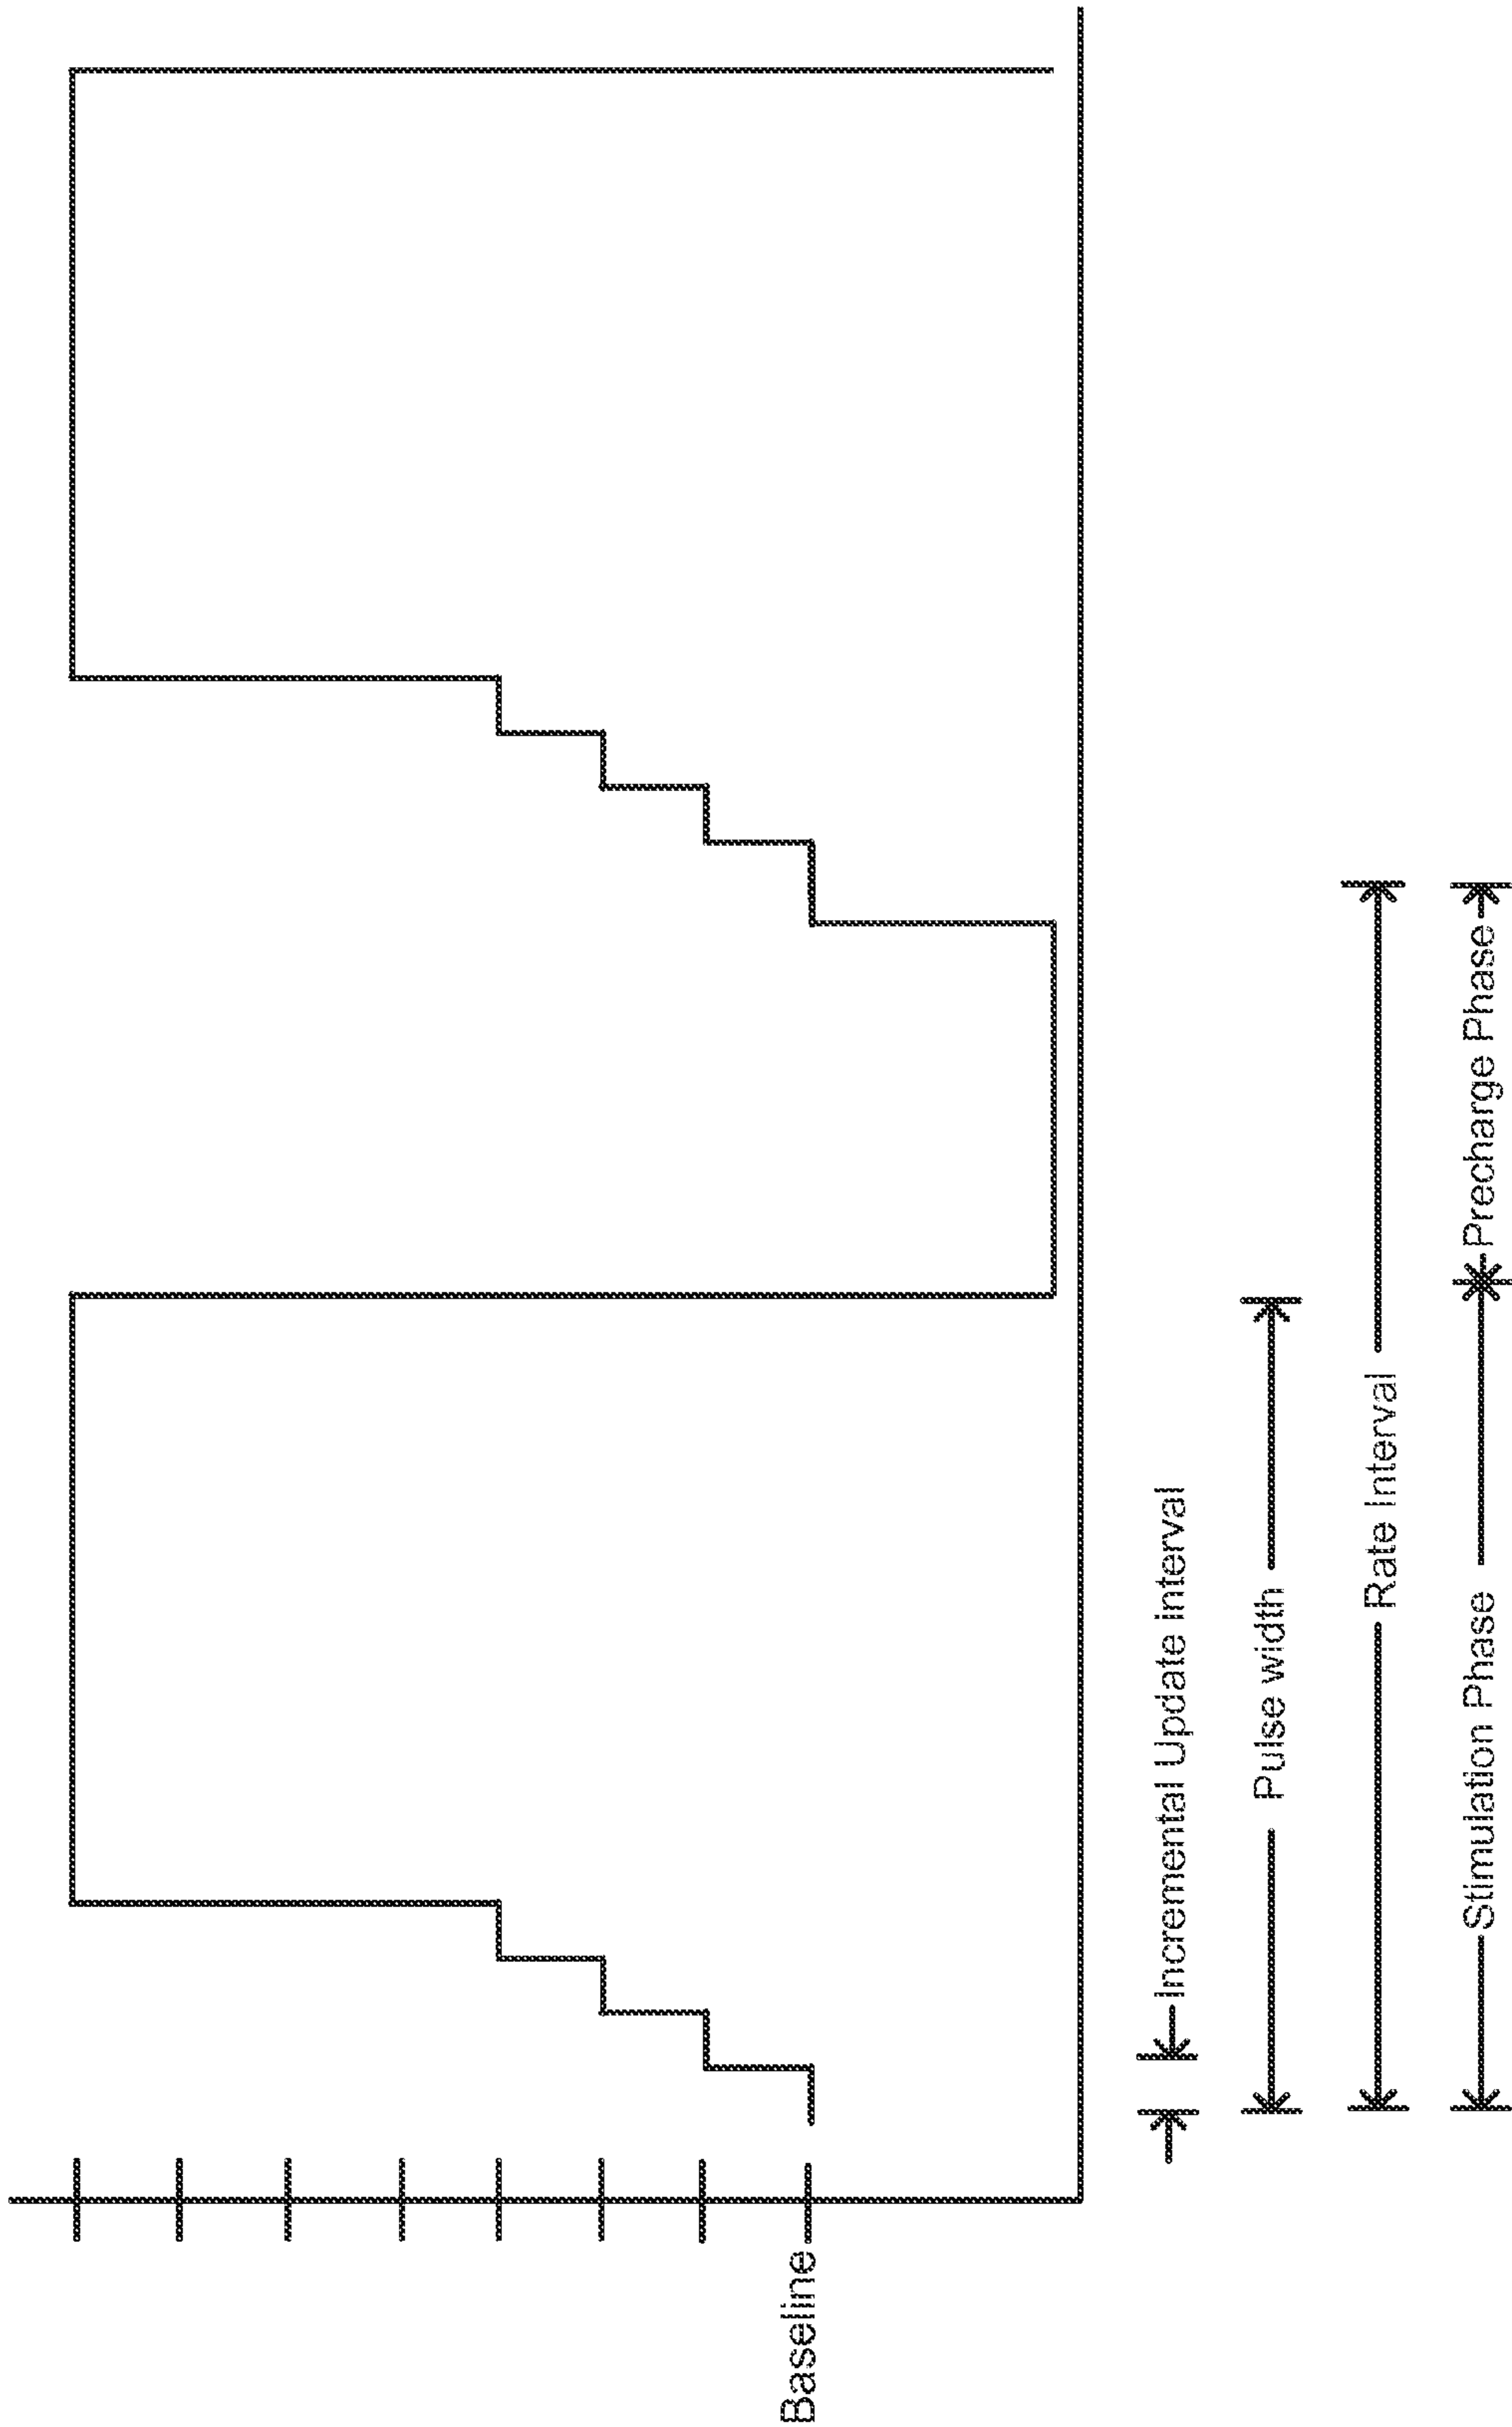 Baseline
Incremental Update interval
Pulse width
Rate Interval
Stimulation Phase
Precharge Phase